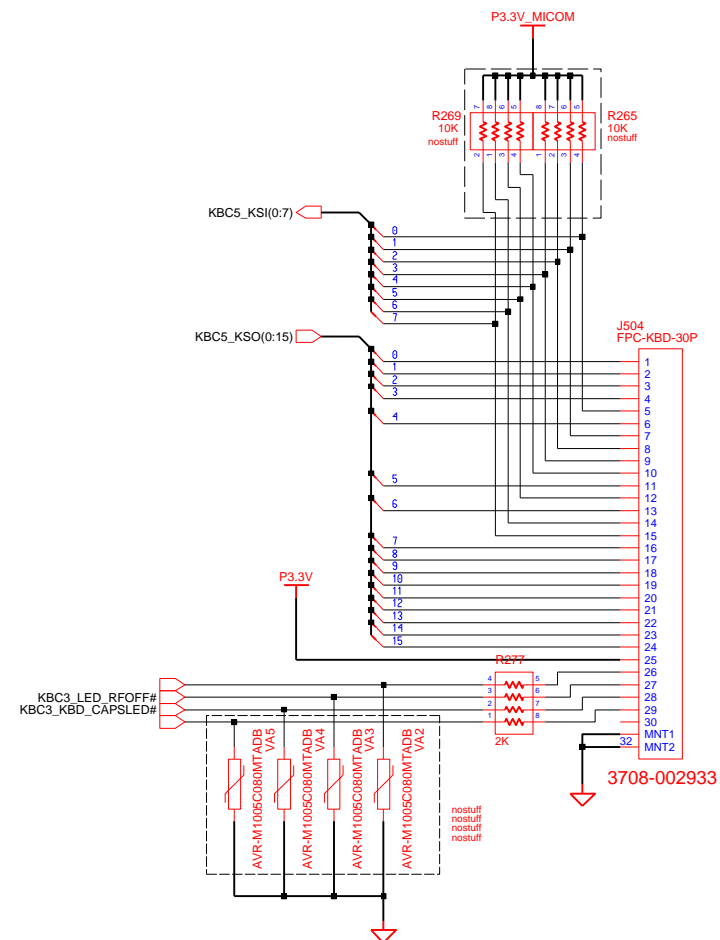 P3.3V_MICOM
R269
10K
nostuff
7 8 6 5 8 7 6 5
R265
10K
nostuff
2 1 3 4 1 2 3 4
KBC5_KSI(0:7)
0
1
2
3
4
5
6
7
KBC5_KSO(0:15)
J504
FPC-KBD-30P
0
1
2
3
4
5
6
7
8
9
10
11
12
13
14
15
1
2
3
4
5
6
7
8
9
10
11
12
13
14
15
16
17
18
19
20
21
22
23
24
25
26
27
28
29
30
MNT1
32 MNT2
3708-002933
P3.3V
R277
4 5
3 6
2 7
1 8
2K
KBC3_LED_RFOFF#
KBC3_KBD_CAPSLED#
VA5
AVR-M1005C080MTADB
VA4
AVR-M1005C080MTADB
VA3
AVR-M1005C080MTADB
VA2
AVR-M1005C080MTADB
nostuff
nostuff
nostuff
nostuff